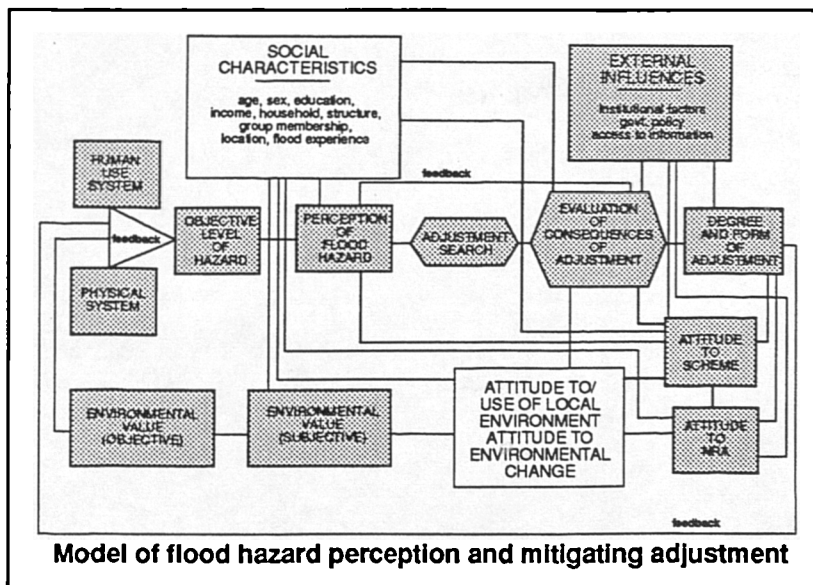 SOCIAL
CHARACTERISTICS
age, sex, education,
income, household, structure,
group membership,
location, flood experience
EXTERNAL
INFLUENCES
Institutional factors
govt. policy
access to information
HUMAN
USE
SYSTEM
feedback
PHYSICAL
SYSTEM
OBJECTIVE
LEVEL
OF
HAZARD
PERCEPTION
OF
FLOOD
HAZARD
feedback
ADJUSTMENT
SEARCH
EVALUATION
OF
CONSEQUENCES
OF
ADJUSTMENT
DEGREE
AND FORM
OF
ADJUSTMENT
ATTITUDE
TO
SCHEME
ENVIRONMENTAL
VALUE
(OBJECTIVE)
ENVIRONMENTAL
VALUE
(SUBJECTIVE)
ATTITUDE TO/
USE OF LOCAL
ENVIRONMENT
ATTITUDE TO
ENVIRONMENTAL
CHANGE
ATTITUDE
TO
NRA
feedback
Model of flood hazard perception and mitigating adjustment